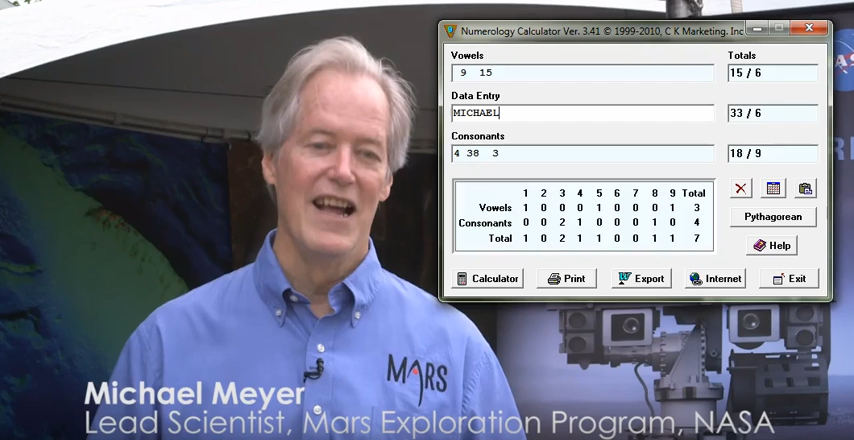 Numerology Calculator Ver. 3.41 © 1999-2010, C K Marketing. Inc
Vowels
Totals
9 15
15 / 6
Data Entry
MICHAEL
33 / 6
Consonants
4 38 3
18 / 9
1 2 3 4 5 6 7 8 9 Total
Vowels 1 0 0 0 1 0 0 0 1 3
Consonants 0 0 2 1 0 0 0 1 0 4
Total 1 0 2 1 1 0 0 1 1 7
Pythagorean
Help
Calculator
Print
Export
Internet
Exit
MARS
Michael Meyer
Lead Scientist, Mars Exploration Program, NASA